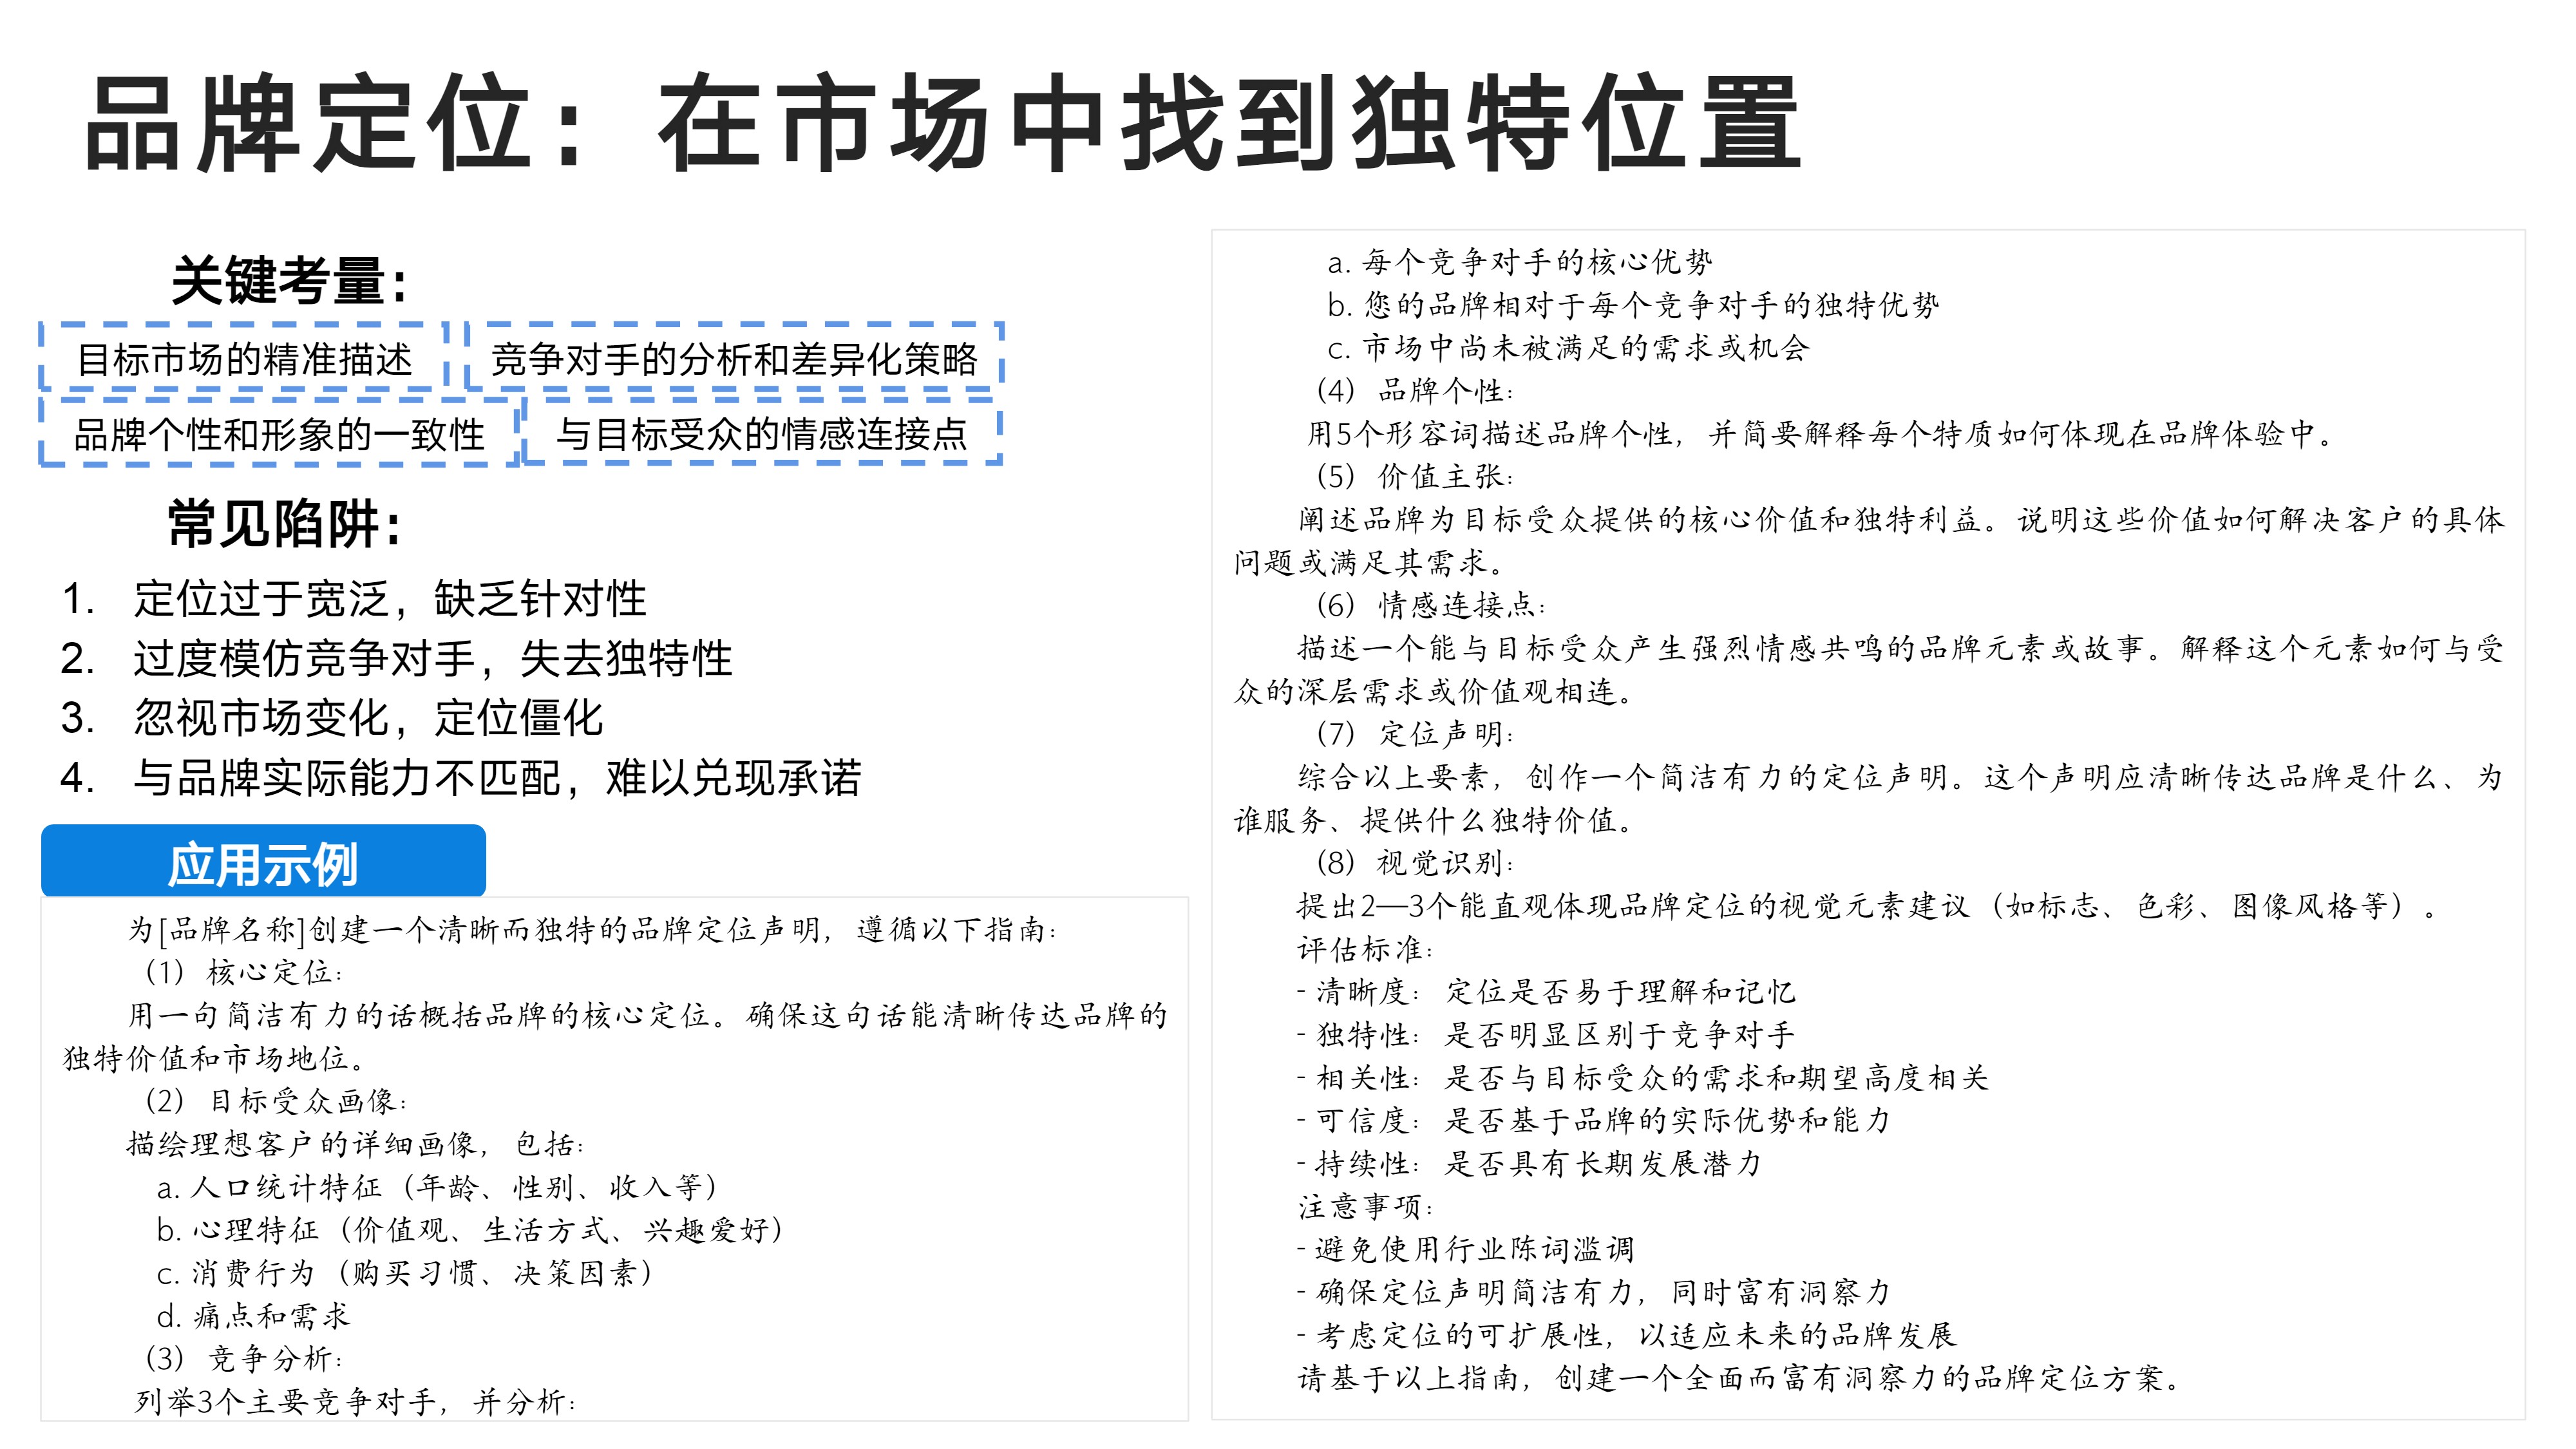 品牌定位：在市场中找到独特位置
关键考量：
目标市场的精准描述
竞争对手的分析和差异化策略
品牌个性和形象的一致性
与目标受众的情感连接点
常见陷阱：
1. 定位过于宽泛，缺乏针对性
2. 过度模仿竞争对手，失去独特性
3. 忽视市场变化，定位僵化
4. 与品牌实际能力不匹配，难以兑现承诺
应用示例
为[品牌名称]创建一个清晰而独特的品牌定位声明，遵循以下指南：
（1）核心定位：
用一句简洁有力的话概括品牌的核心定位。确保这句话能清晰传达品牌的
独特价值和市场地位。
（2）目标受众画像：
描绘理想客户的详细画像，包括：
a. 人口统计特征（年龄、性别、收入等）
b. 心理特征（价值观、生活方式、兴趣爱好）
c. 消费行为（购买习惯、决策因素）
d. 痛点和需求
（3）竞争分析：
列举3个主要竞争对手，并分析：
a. 每个竞争对手的核心优势
b. 您的品牌相对于每个竞争对手的独特优势
c. 市场中尚未被满足的需求或机会
（4）品牌个性：
用5个形容词描述品牌个性，并简要解释每个特质如何体现在品牌体验中。
（5）价值主张：
阐述品牌为目标受众提供的核心价值和独特利益。说明这些价值如何解决客户的具体
问题或满足其需求。
（6）情感连接点：
描述一个能与目标受众产生强烈情感共鸣的品牌元素或故事。解释这个元素如何与受
众的深层需求或价值观相连。
（7）定位声明：
综合以上要素，创作一个简洁有力的定位声明。这个声明应清晰传达品牌是什么、为
谁服务、提供什么独特价值。
（8）视觉识别：
提出2—3个能直观体现品牌定位的视觉元素建议（如标志、色彩、图像风格等）。
评估标准：
- 清晰度：定位是否易于理解和记忆
- 独特性：是否明显区别于竞争对手
- 相关性：是否与目标受众的需求和期望高度相关
- 可信度：是否基于品牌的实际优势和能力
- 持续性：是否具有长期发展潜力
注意事项：
- 避免使用行业陈词滥调
- 确保定位声明简洁有力，同时富有洞察力
- 考虑定位的可扩展性，以适应未来的品牌发展
请基于以上指南，创建一个全面而富有洞察力的品牌定位方案。